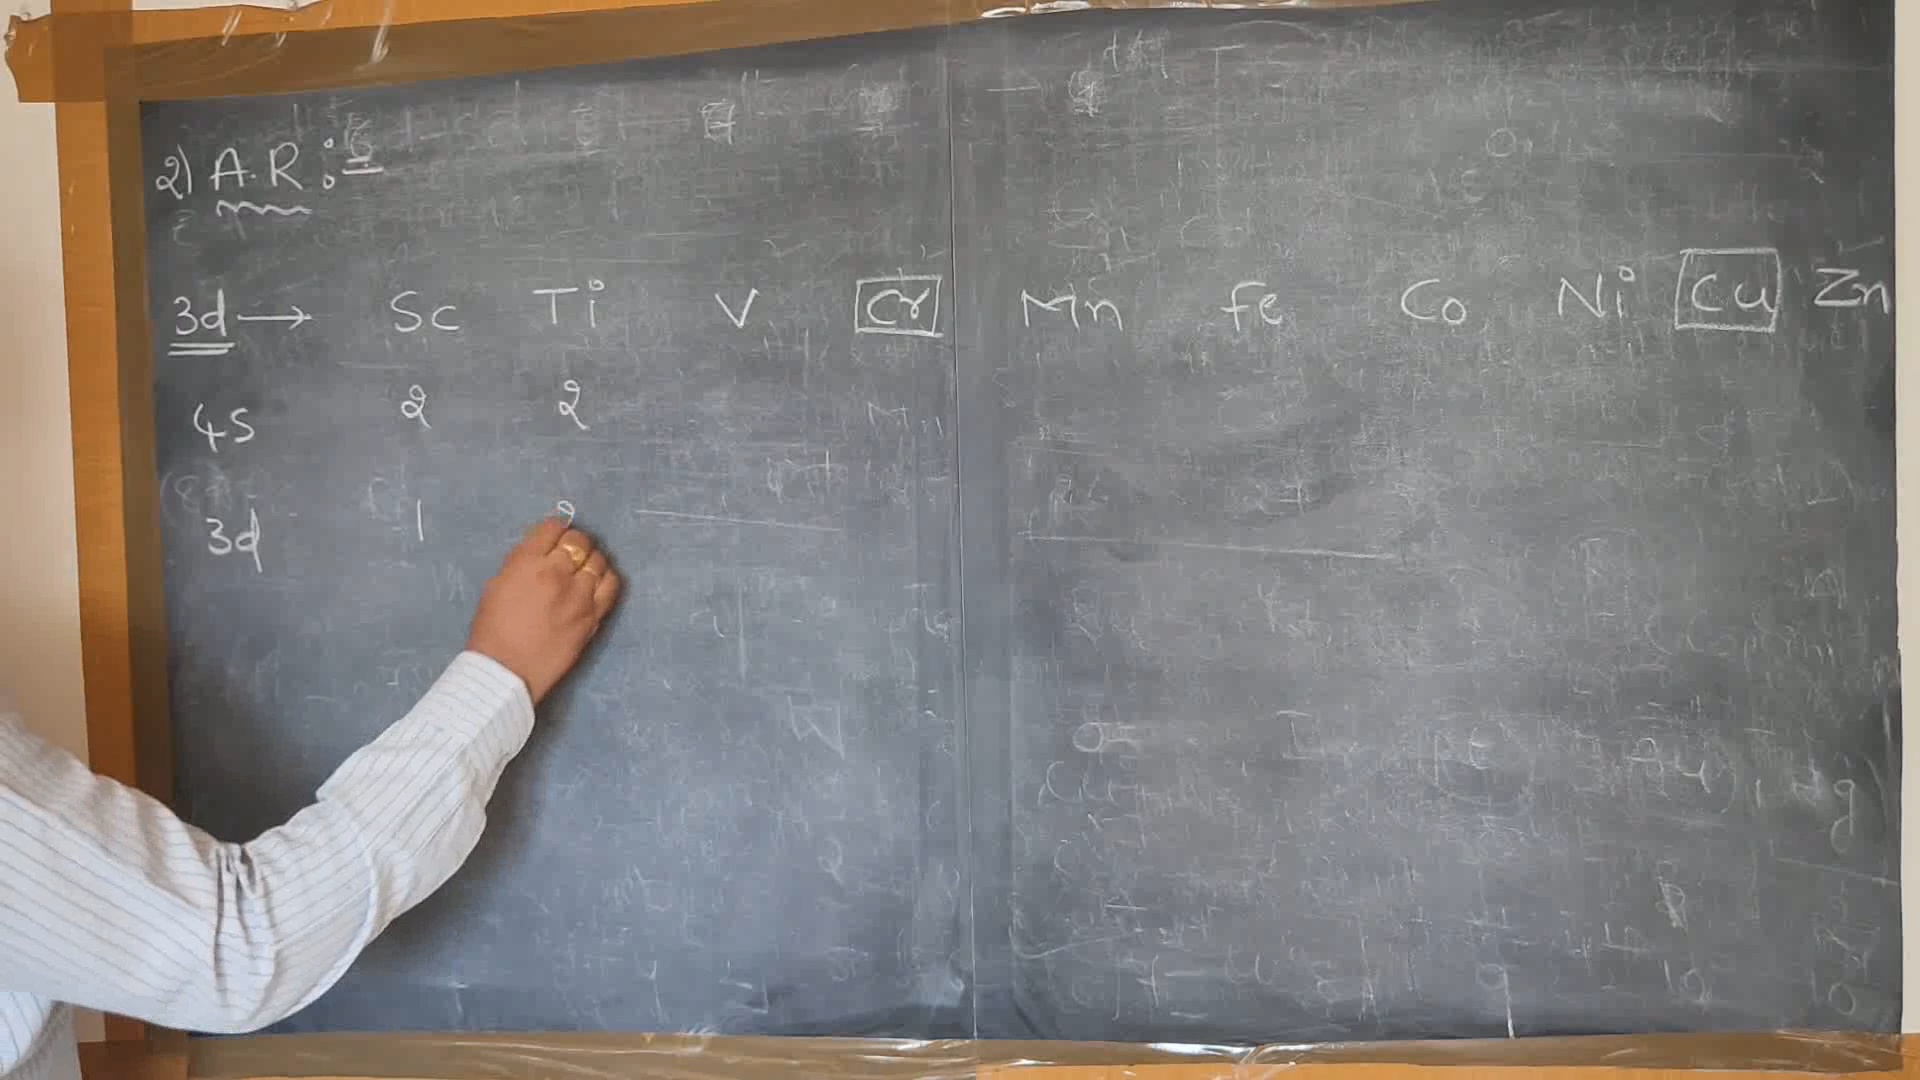 2) A.R :
3d → Sc Ti V Cr Mn Fe Co Ni Cu Zn
4s 2 2
3d 1 2